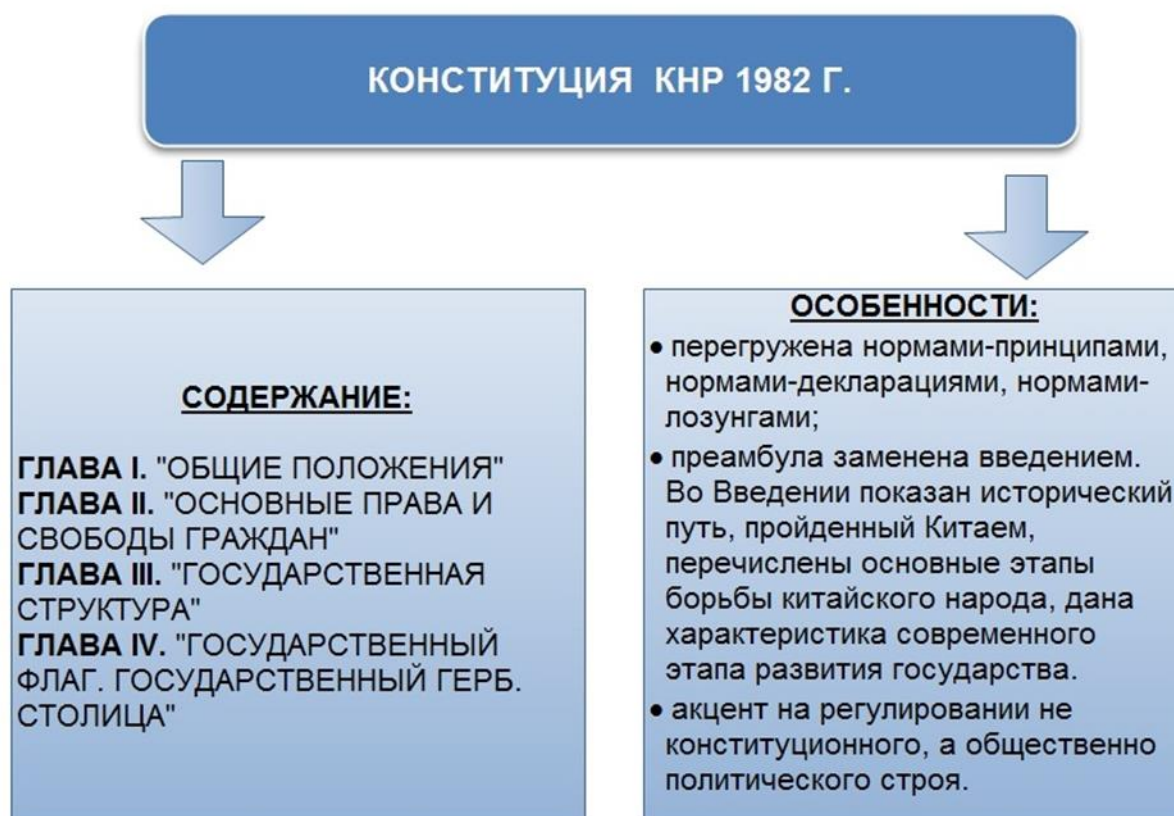 КОНСТИТУЦИЯ КНР 1982 Г.
СОДЕРЖАНИЕ:
ГЛАВА I. "ОБЩИЕ ПОЛОЖЕНИЯ"
ГЛАВА II. "ОСНОВНЫЕ ПРАВА И
СВОБОДЫ ГРАЖДАН"
ГЛАВА III. "ГОСУДАРСТВЕННАЯ
СТРУКТУРА"
ГЛАВА IV. "ГОСУДАРСТВЕННЫЙ
ФЛАГ. ГОСУДАРСТВЕННЫЙ ГЕРБ.
СТОЛИЦА"
ОСОБЕННОСТИ:
• перегружена нормами-принципами,
нормами-декларациями, нормами-
лозунгами;
• преамбула заменена введением.
Во Введении показан исторический
путь, пройденный Китаем,
перечислены основные этапы
борьбы китайского народа, дана
характеристика современного
этапа развития государства.
• акцент на регулировании не
конституционного, а общественно
политического строя.